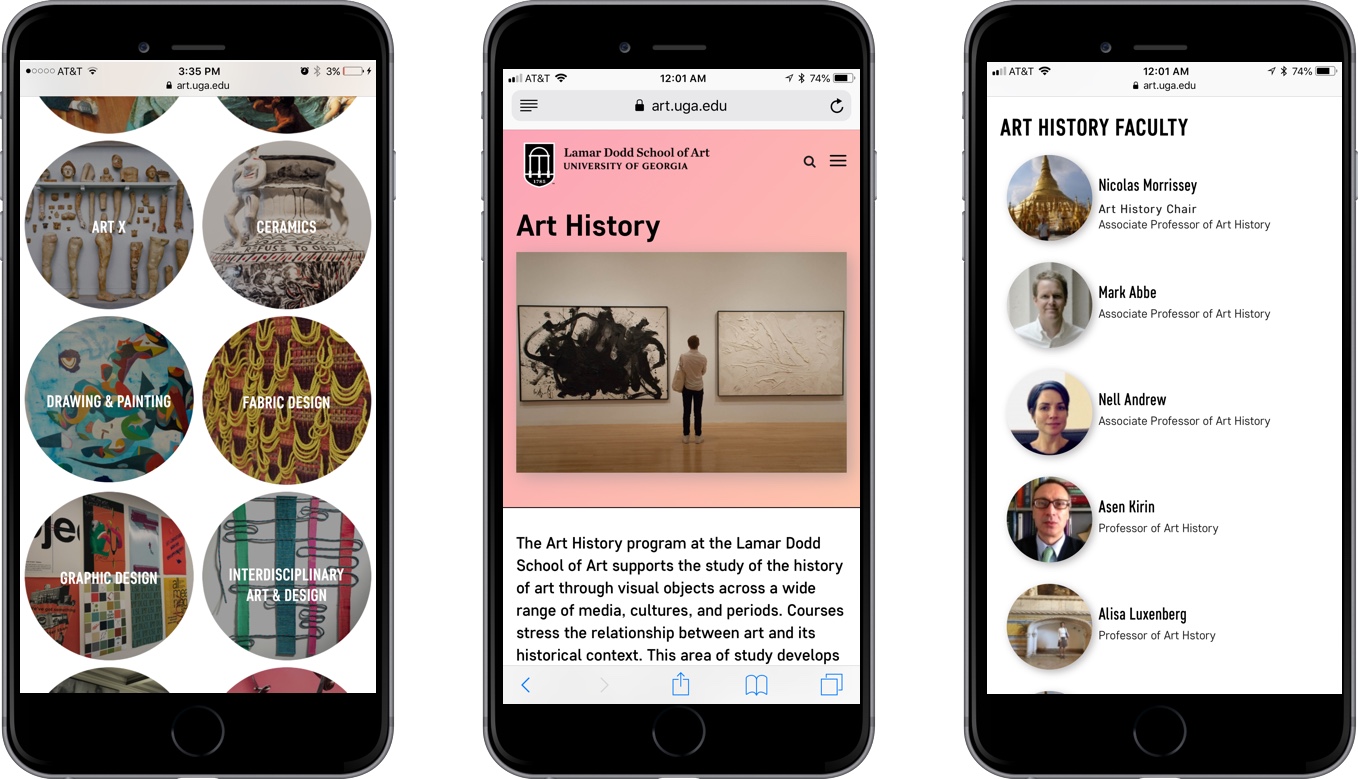 AT&T 3:35 PM 3%
art.uga.edu
ART X
CERAMICS
DRAWING & PAINTING
FABRIC DESIGN
GRAPHIC DESIGN
INTERDISCIPLINARY
ART & DESIGN
AT&T 12:01 AM 74%
art.uga.edu
1785
Lamar Dodd School of Art
UNIVERSITY OF GEORGIA
Art History
The Art History program at the Lamar Dodd
School of Art supports the study of the history
of art through visual objects across a wide
range of media, cultures, and periods. Courses
stress the relationship between art and its
historical context. This area of study develops
AT&T 12:01 AM 74%
art.uga.edu
ART HISTORY FACULTY
Nicolas Morrissey
Art History Chair
Associate Professor of Art History
Mark Abbe
Associate Professor of Art History
Nell Andrew
Associate Professor of Art History
Asen Kirin
Professor of Art History
Alisa Luxenberg
Professor of Art Hstory